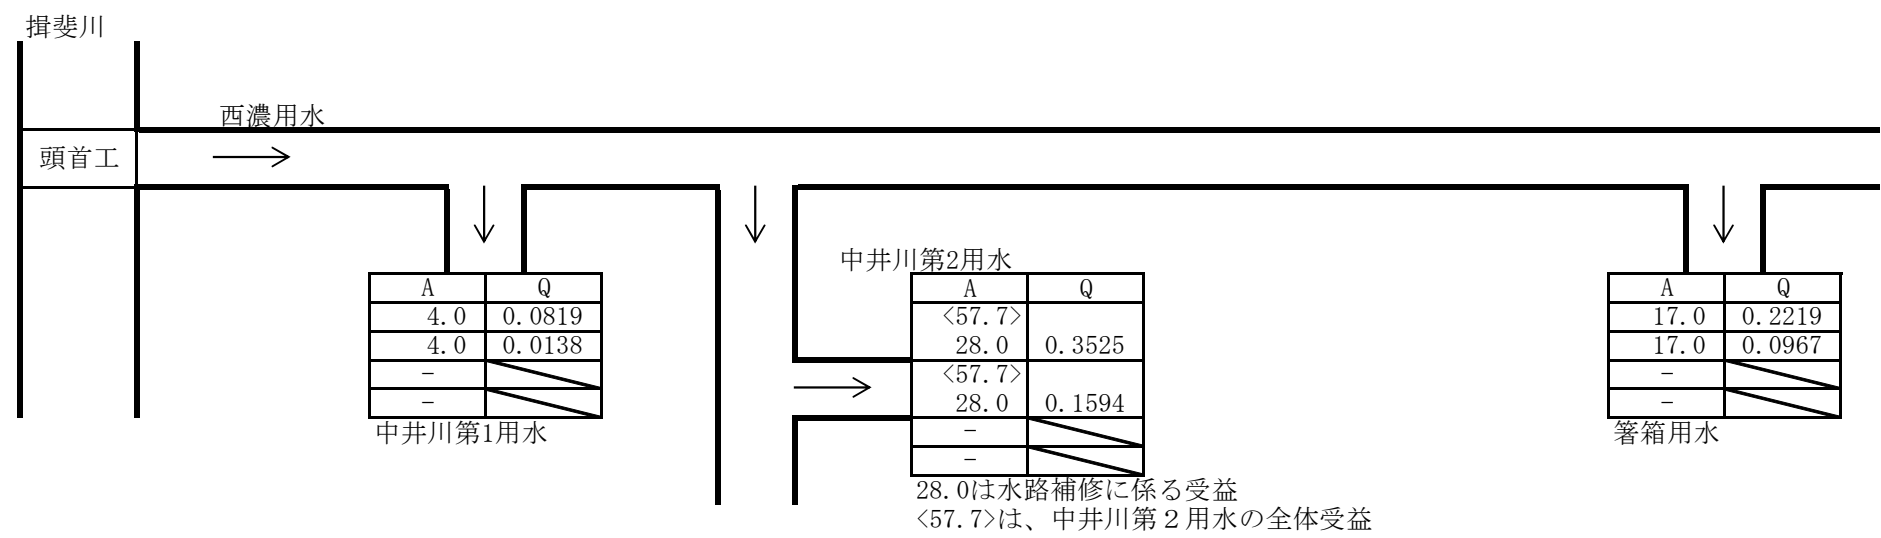 揖斐川
西濃用水
頭首工
A Q
4.0 0.0819
4.0 0.0138
-
-
中井川第1用水
中井川第2用水
A Q
<57.7>
28.0 0.3525
<57.7>
28.0 0.1594
-
-
28.0は水路補修に係る受益
<57.7>は、中井川第２用水の全体受益
A Q
17.0 0.2219
17.0 0.0967
-
-
箸箱用水